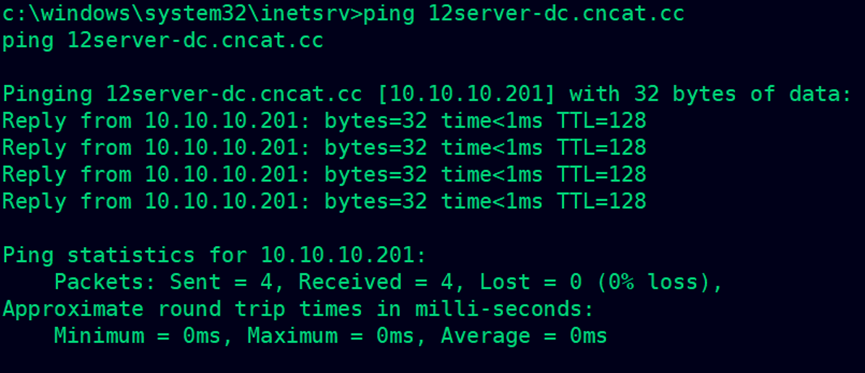 c:\windows\system32\inetsrv>ping 12server-dc.cncat.cc
ping 12server-dc.cncat.cc
Pinging 12server-dc.cncat.cc [10.10.10.201] with 32 bytes of data:
Reply from 10.10.10.201: bytes=32 time<1ms TTL=128
Reply from 10.10.10.201: bytes=32 time<1ms TTL=128
Reply from 10.10.10.201: bytes=32 time<1ms TTL=128
Reply from 10.10.10.201: bytes=32 time<1ms TTL=128
Ping statistics for 10.10.10.201:
    Packets: Sent = 4, Received = 4, Lost = 0 (0% loss),
Approximate round trip times in milli-seconds:
    Minimum = 0ms, Maximum = 0ms, Average = 0ms